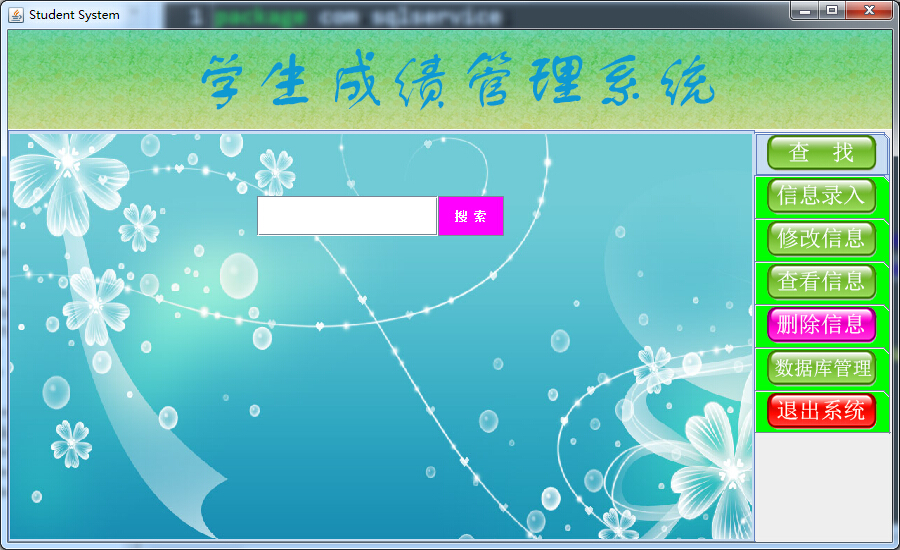 Student System
1 package com sqlservice
学生成绩管理系统
搜 索
查 找
信息录入
修改信息
查看信息
删除信息
数据库管理
退出系统